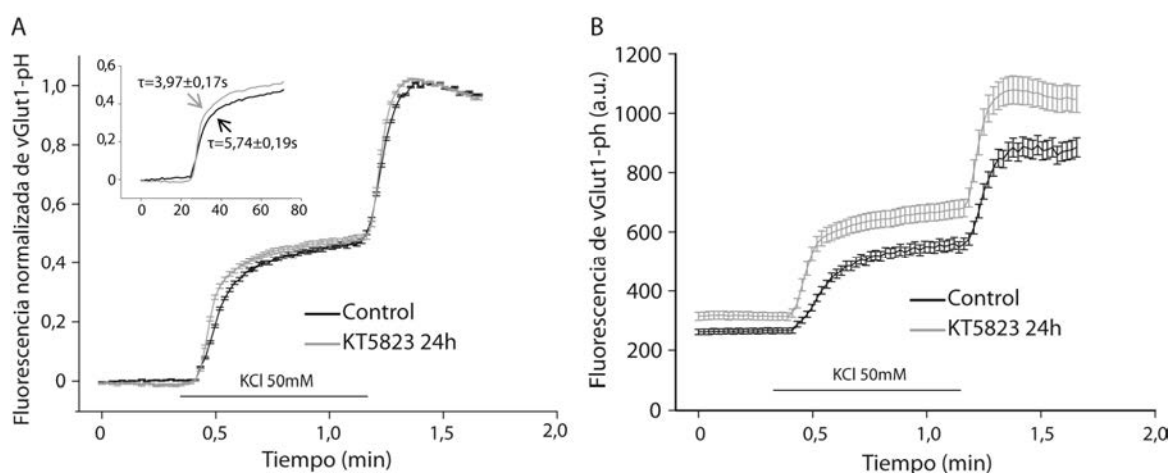 A
Fluorescencia normalizada de vGlut1-pH
1,0
0,8
0,6
0,4
0,2
0
0,6
0,4
0,2
0
τ=3,97±0,17s
τ=5,74±0,19s
0 20 40 60 80
Control
KT5823 24h
KCl 50mM
0 0,5 1,0 1,5 2,0
Tiempo (min)
B
Fluorescencia de vGlut1-ph (a.u.)
1200
1000
800
600
400
200
0
Control
KT5823 24h
KCl 50mM
0 0,5 1,0 1,5 2,0
Tiempo (min)